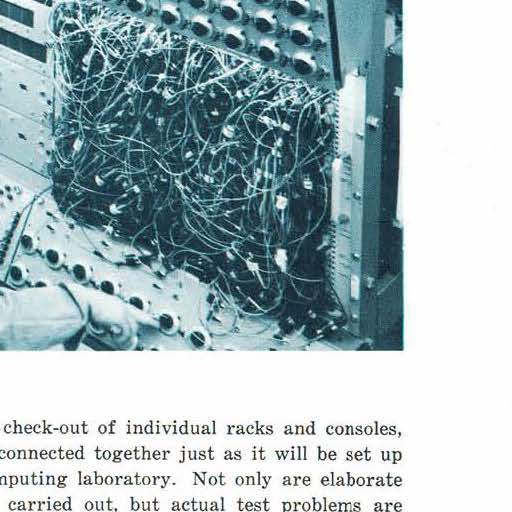 check-out of individual racks and consoles,
connected together just as it will be set up
mputing laboratory. Not only are elaborate
carried out, but actual test problems are